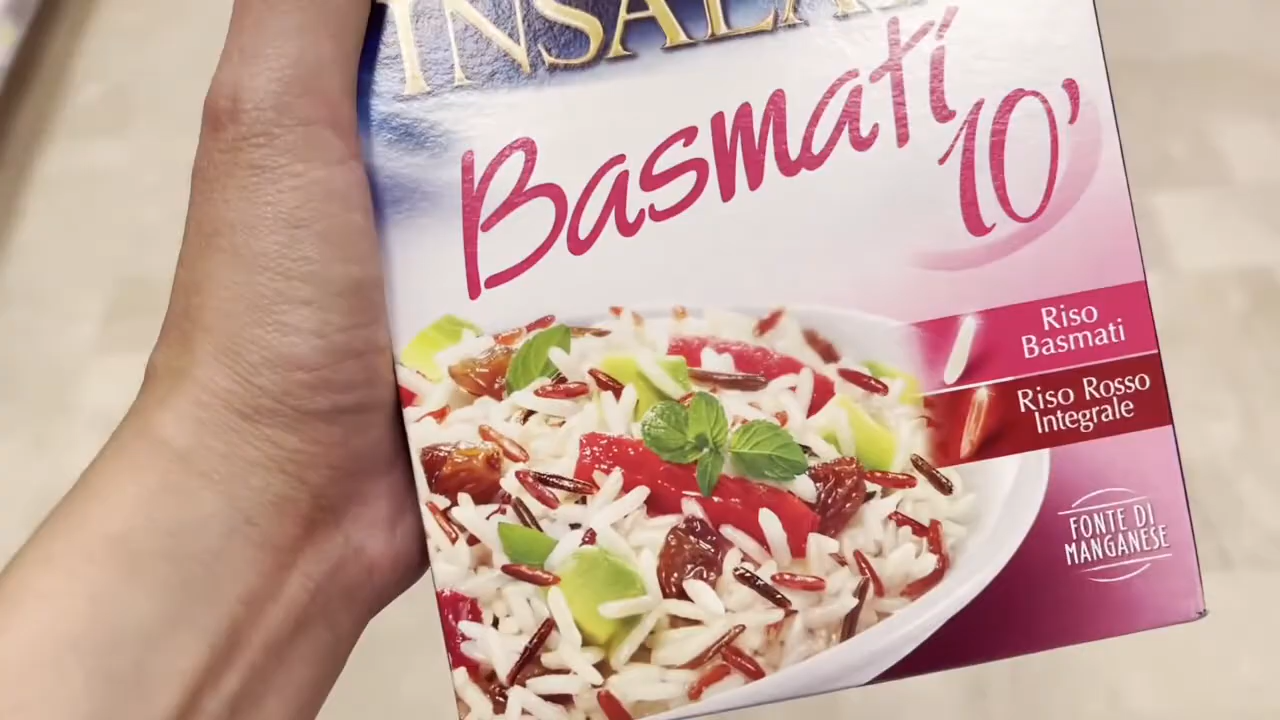 Basmati
10'
Riso
Basmati
Riso Rosso
Integrale
FONTE DI
MANGANESE